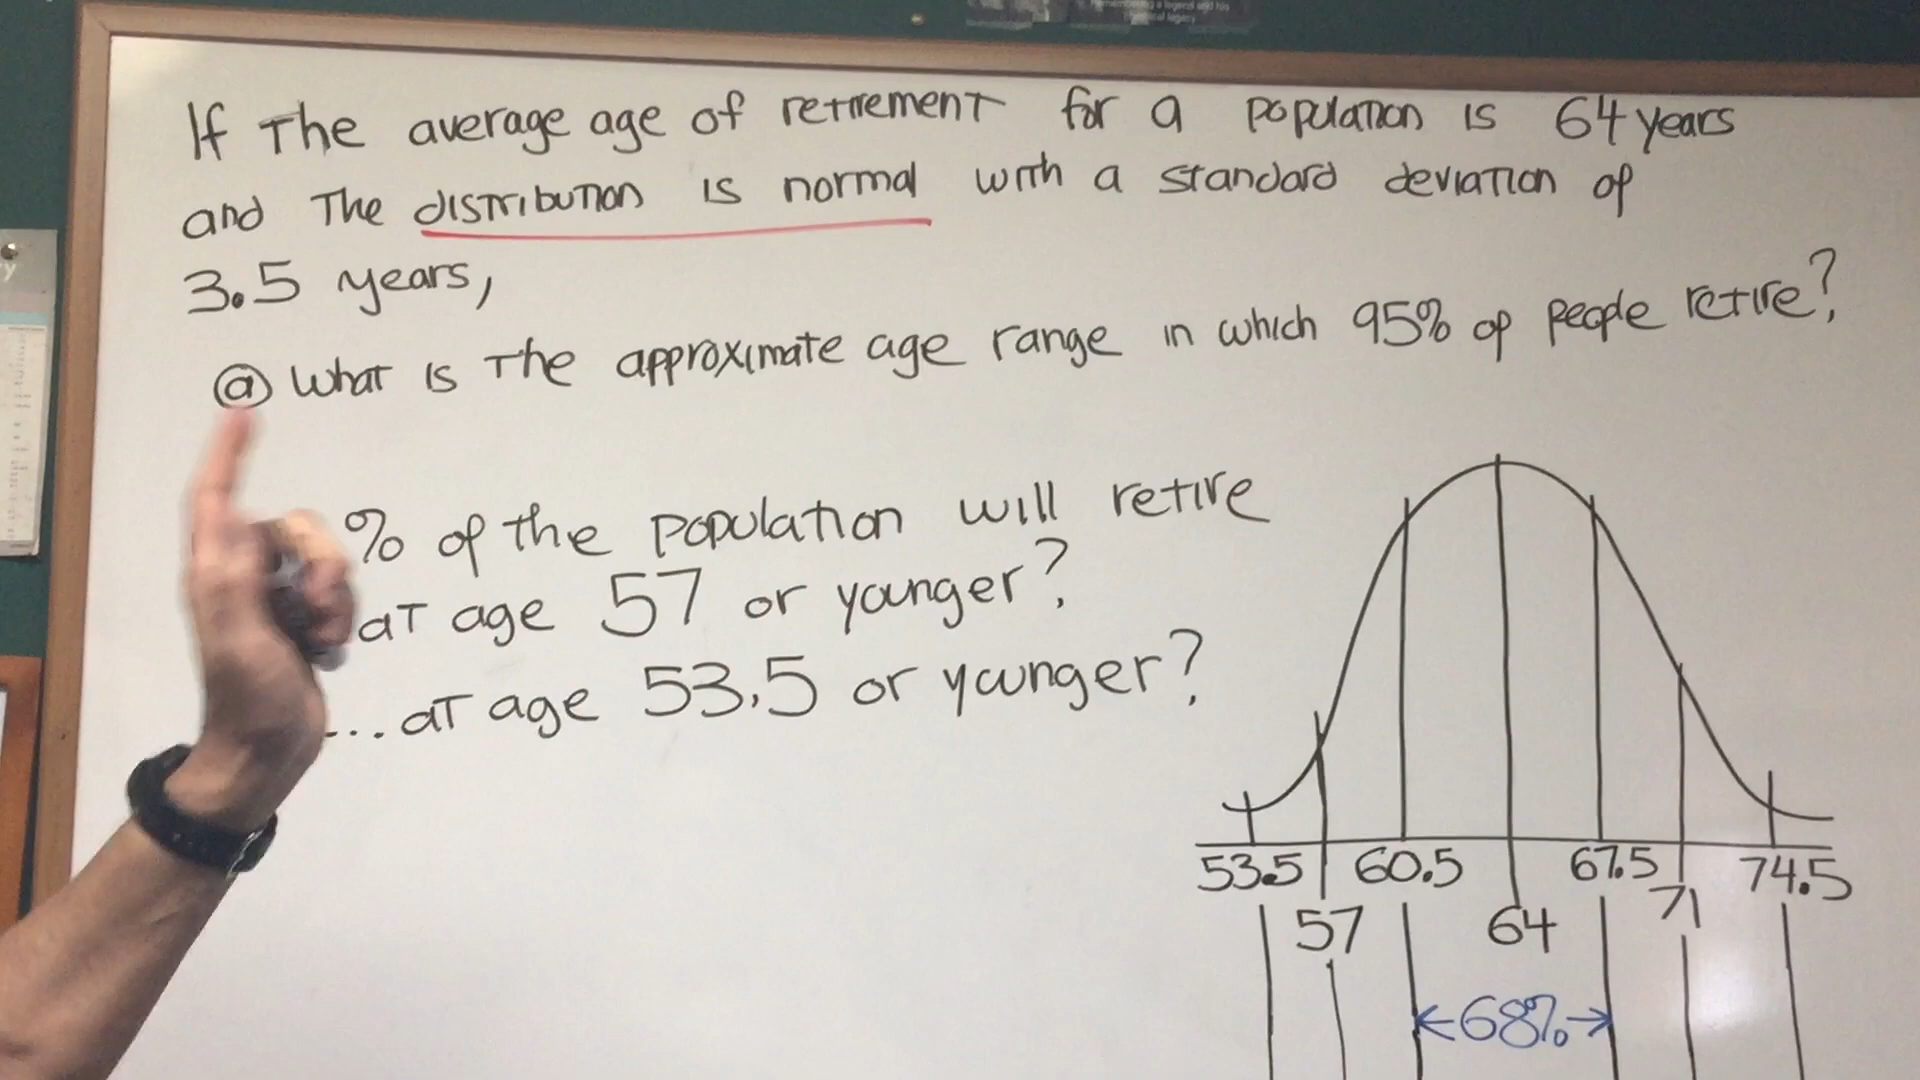 If The average age of retirement for a population is 64 years
and The distribution is normal with a standard deviation of
3.5 years,
ⓐ What is The approximate age range in which 95% of people retire?
% of the population will retire
at age 57 or younger?
...at age 53.5 or younger?
53.5 60.5 67.5 74.5
57 64 71
←68%→